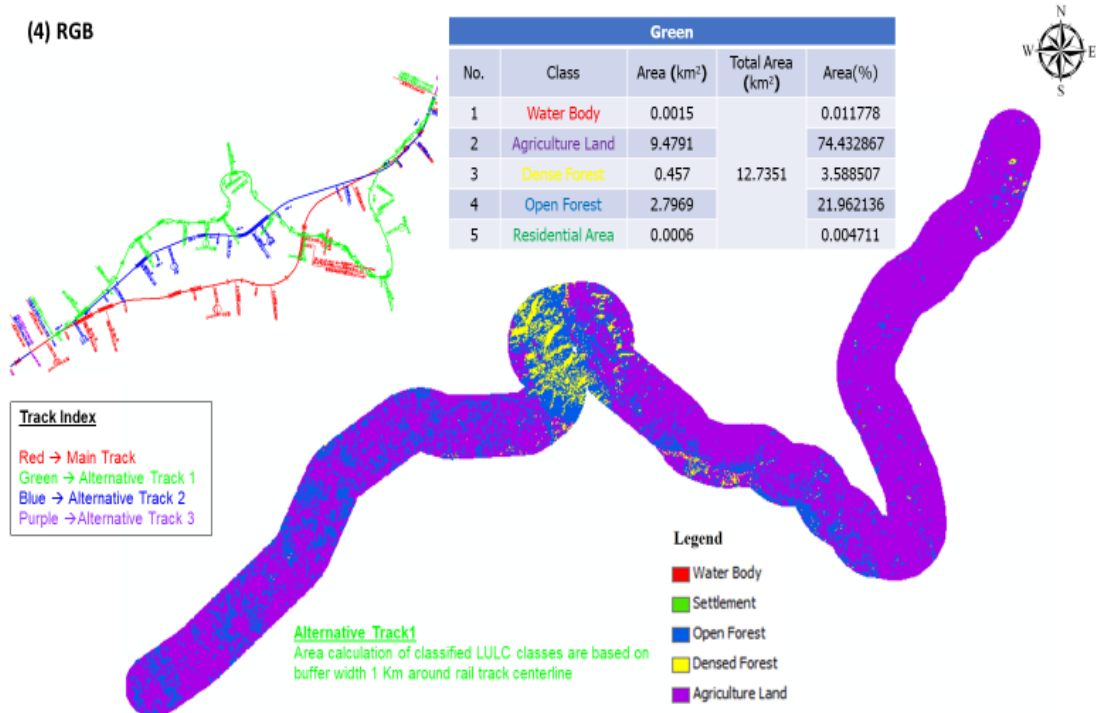 (4) RGB
Green
No. Class Area (km²) Total Area (km²) Area(%)
1 Water Body 0.0015 12.7351 0.011778
2 Agriculture Land 9.4791 74.432867
3 Dense Forest 0.457 3.588507
4 Open Forest 2.7969 21.962136
5 Residential Area 0.0006 0.004711
N
W E
S
Track Index
Red → Main Track
Green → Alternative Track 1
Blue → Alternative Track 2
Purple →Alternative Track 3
Alternative Track1
Area calculation of classified LULC classes are based on
buffer width 1 Km around rail track centerline
Legend
Water Body
Settlement
Open Forest
Densed Forest
Agriculture Land